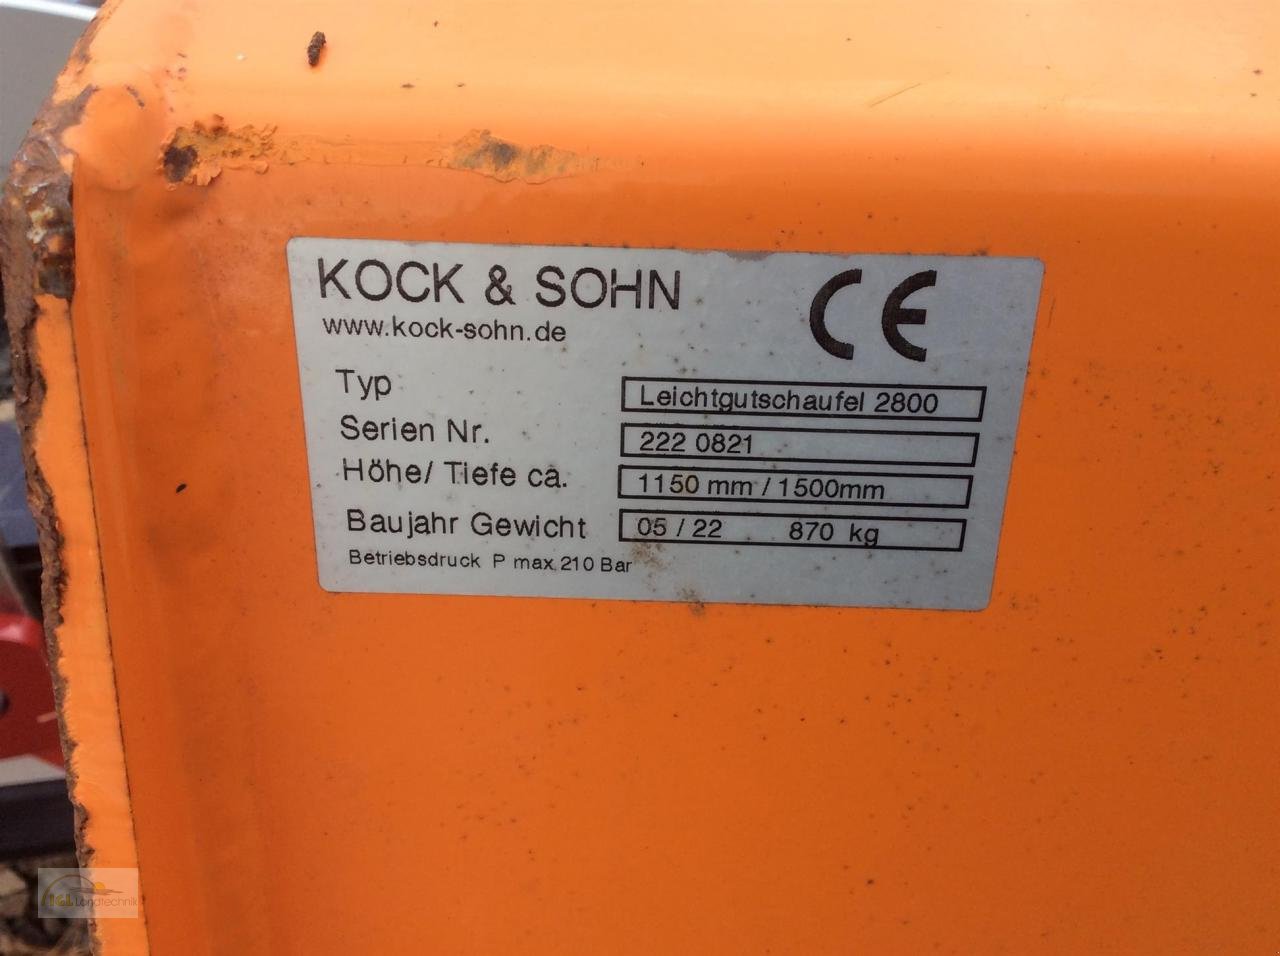 KOCK & SOHN
www.kock-sohn.de
CE
Typ Leichtgutschaufel 2800
Serien Nr. 222 0821
Höhe/ Tiefe ca. 1150 mm / 1500mm
Baujahr Gewicht 05 / 22 870 kg
Betriebsdruck P max. 210 Bar
Landtechnik